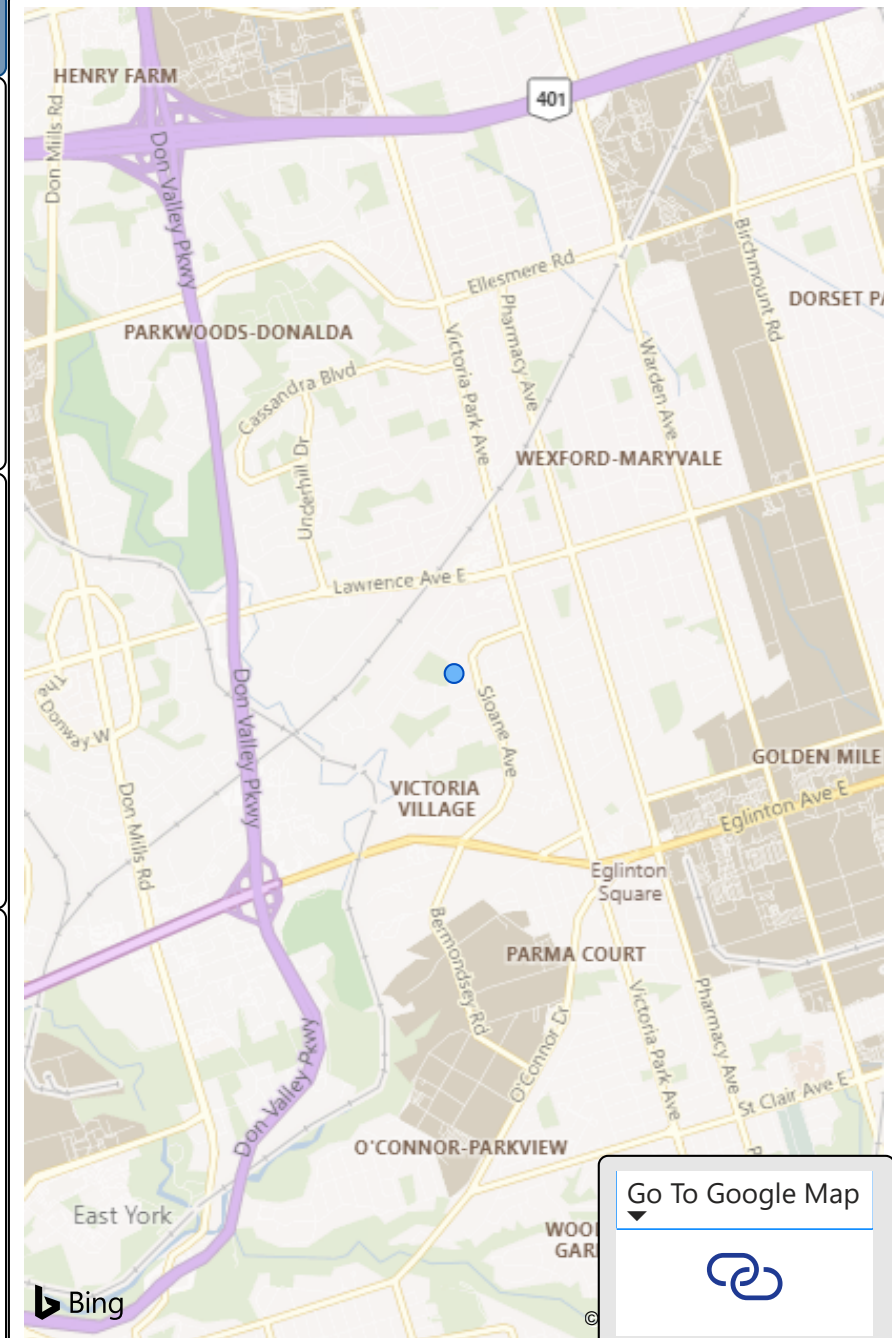 HENRY FARM
401
Don Mills Rd
Don Valley Pkwy
Ellesmere Rd
Birchmount Rd
DORSET
PARKWOODS-DONALDA
Pharmacy Ave
Victoria Park Ave
Warden Ave
Cassandra Blvd
Underhill Dr
WEXFORD-MARYVALE
Lawrence Ave E
The Donway W
Don Valley Pkwy
Sloane Ave
GOLDEN MILE
VICTORIA
VILLAGE
Don Mills Rd
Eglinton Ave E
Eglinton
Square
Bermondsey Rd
PARMA COURT
Victoria Park Ave
Pharmacy Ave
O'Connor Dr
Don Valley Pkwy
St Clair Ave E
O'CONNOR-PARKVIEW
East York
Go To Google Map
Bing
©